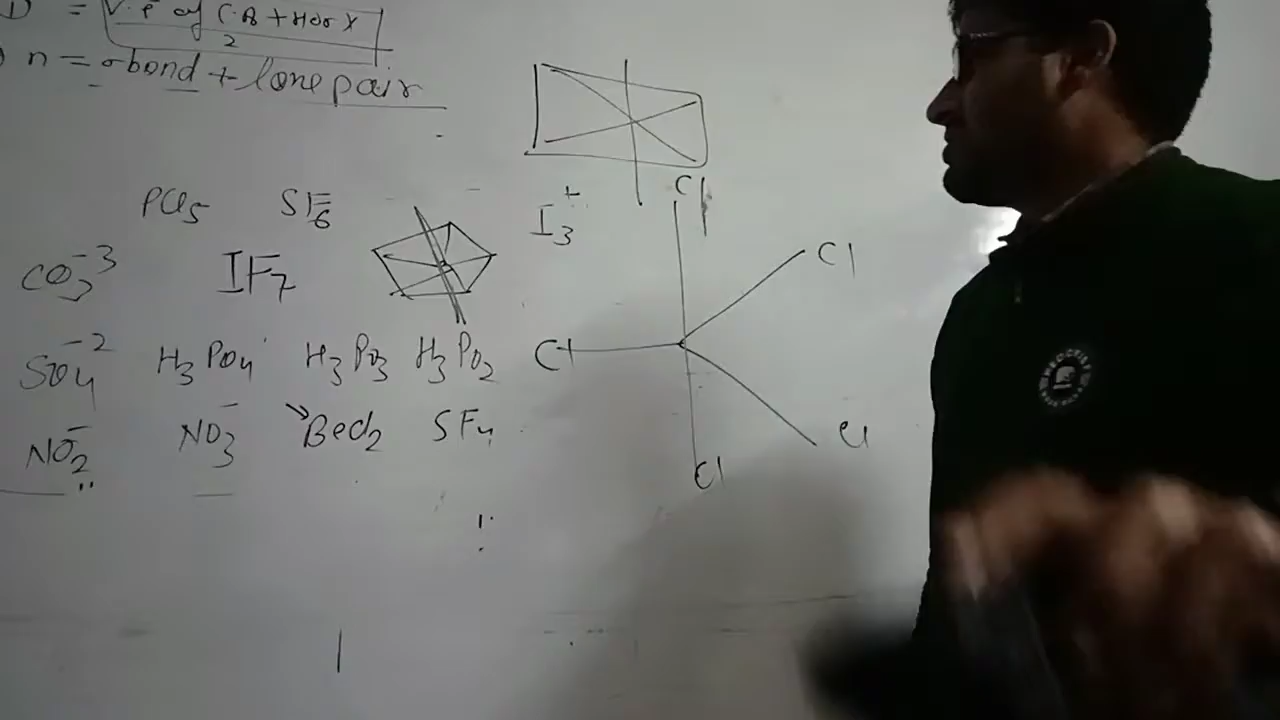 = V.E of C.A + H or X
2
n = σ bond + lone pair
PCl5 SF6 I3+
CO3-3 IF7
SO4-2 H3PO4 H3PO3 H3PO2
NO2- NO3- BeCl2 SF4
Cl
Cl
Cl
Cl
Cl